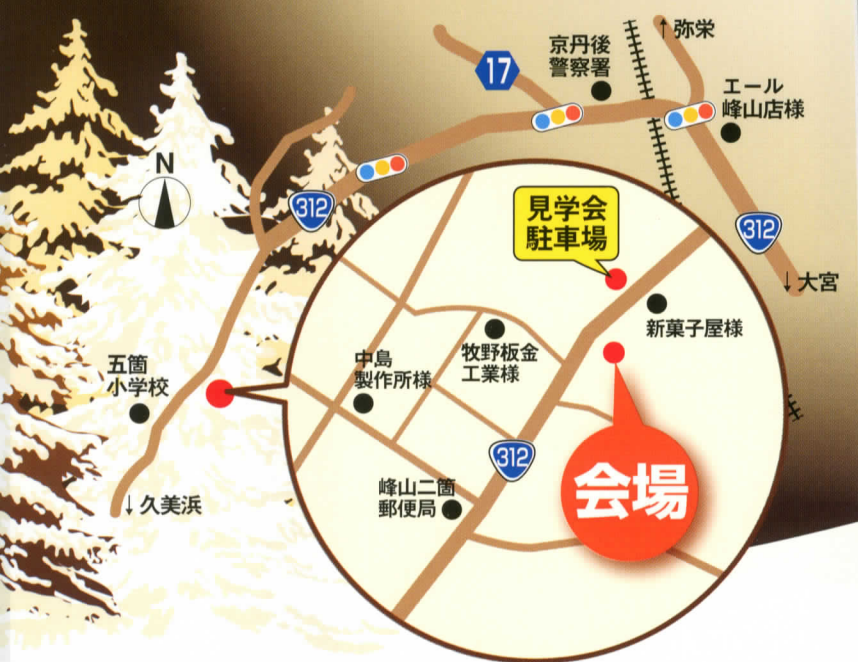 ↑弥栄
京丹後
警察署
17
エール
峰山店様
N
312
見学会
駐車場
312
↓大宮
新菓子屋様
牧野板金
工業様
中島
製作所様
五箇
小学校
312
会場
峰山二箇
郵便局
↓久美浜